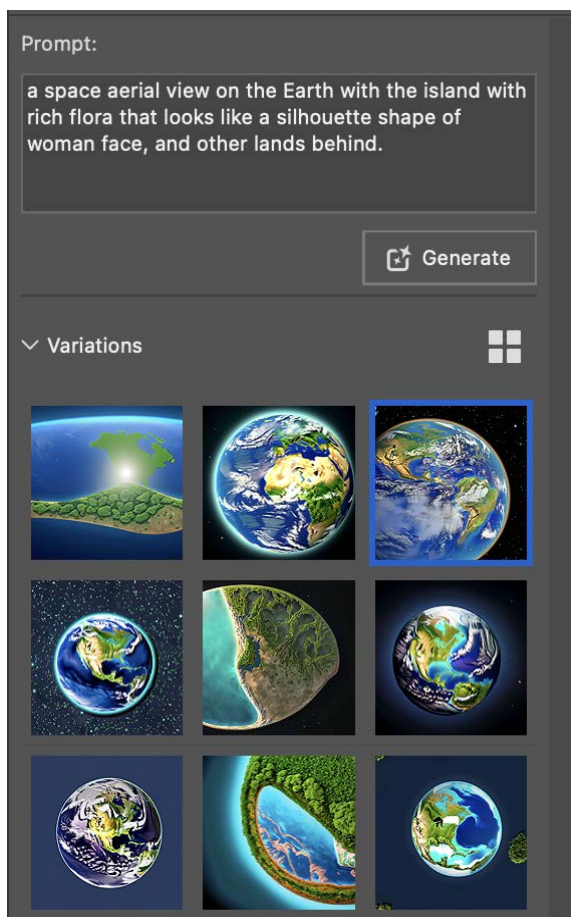 Prompt:
a space aerial view on the Earth with the island with
rich flora that looks like a silhouette shape of
woman face, and other lands behind.
Generate
Variations